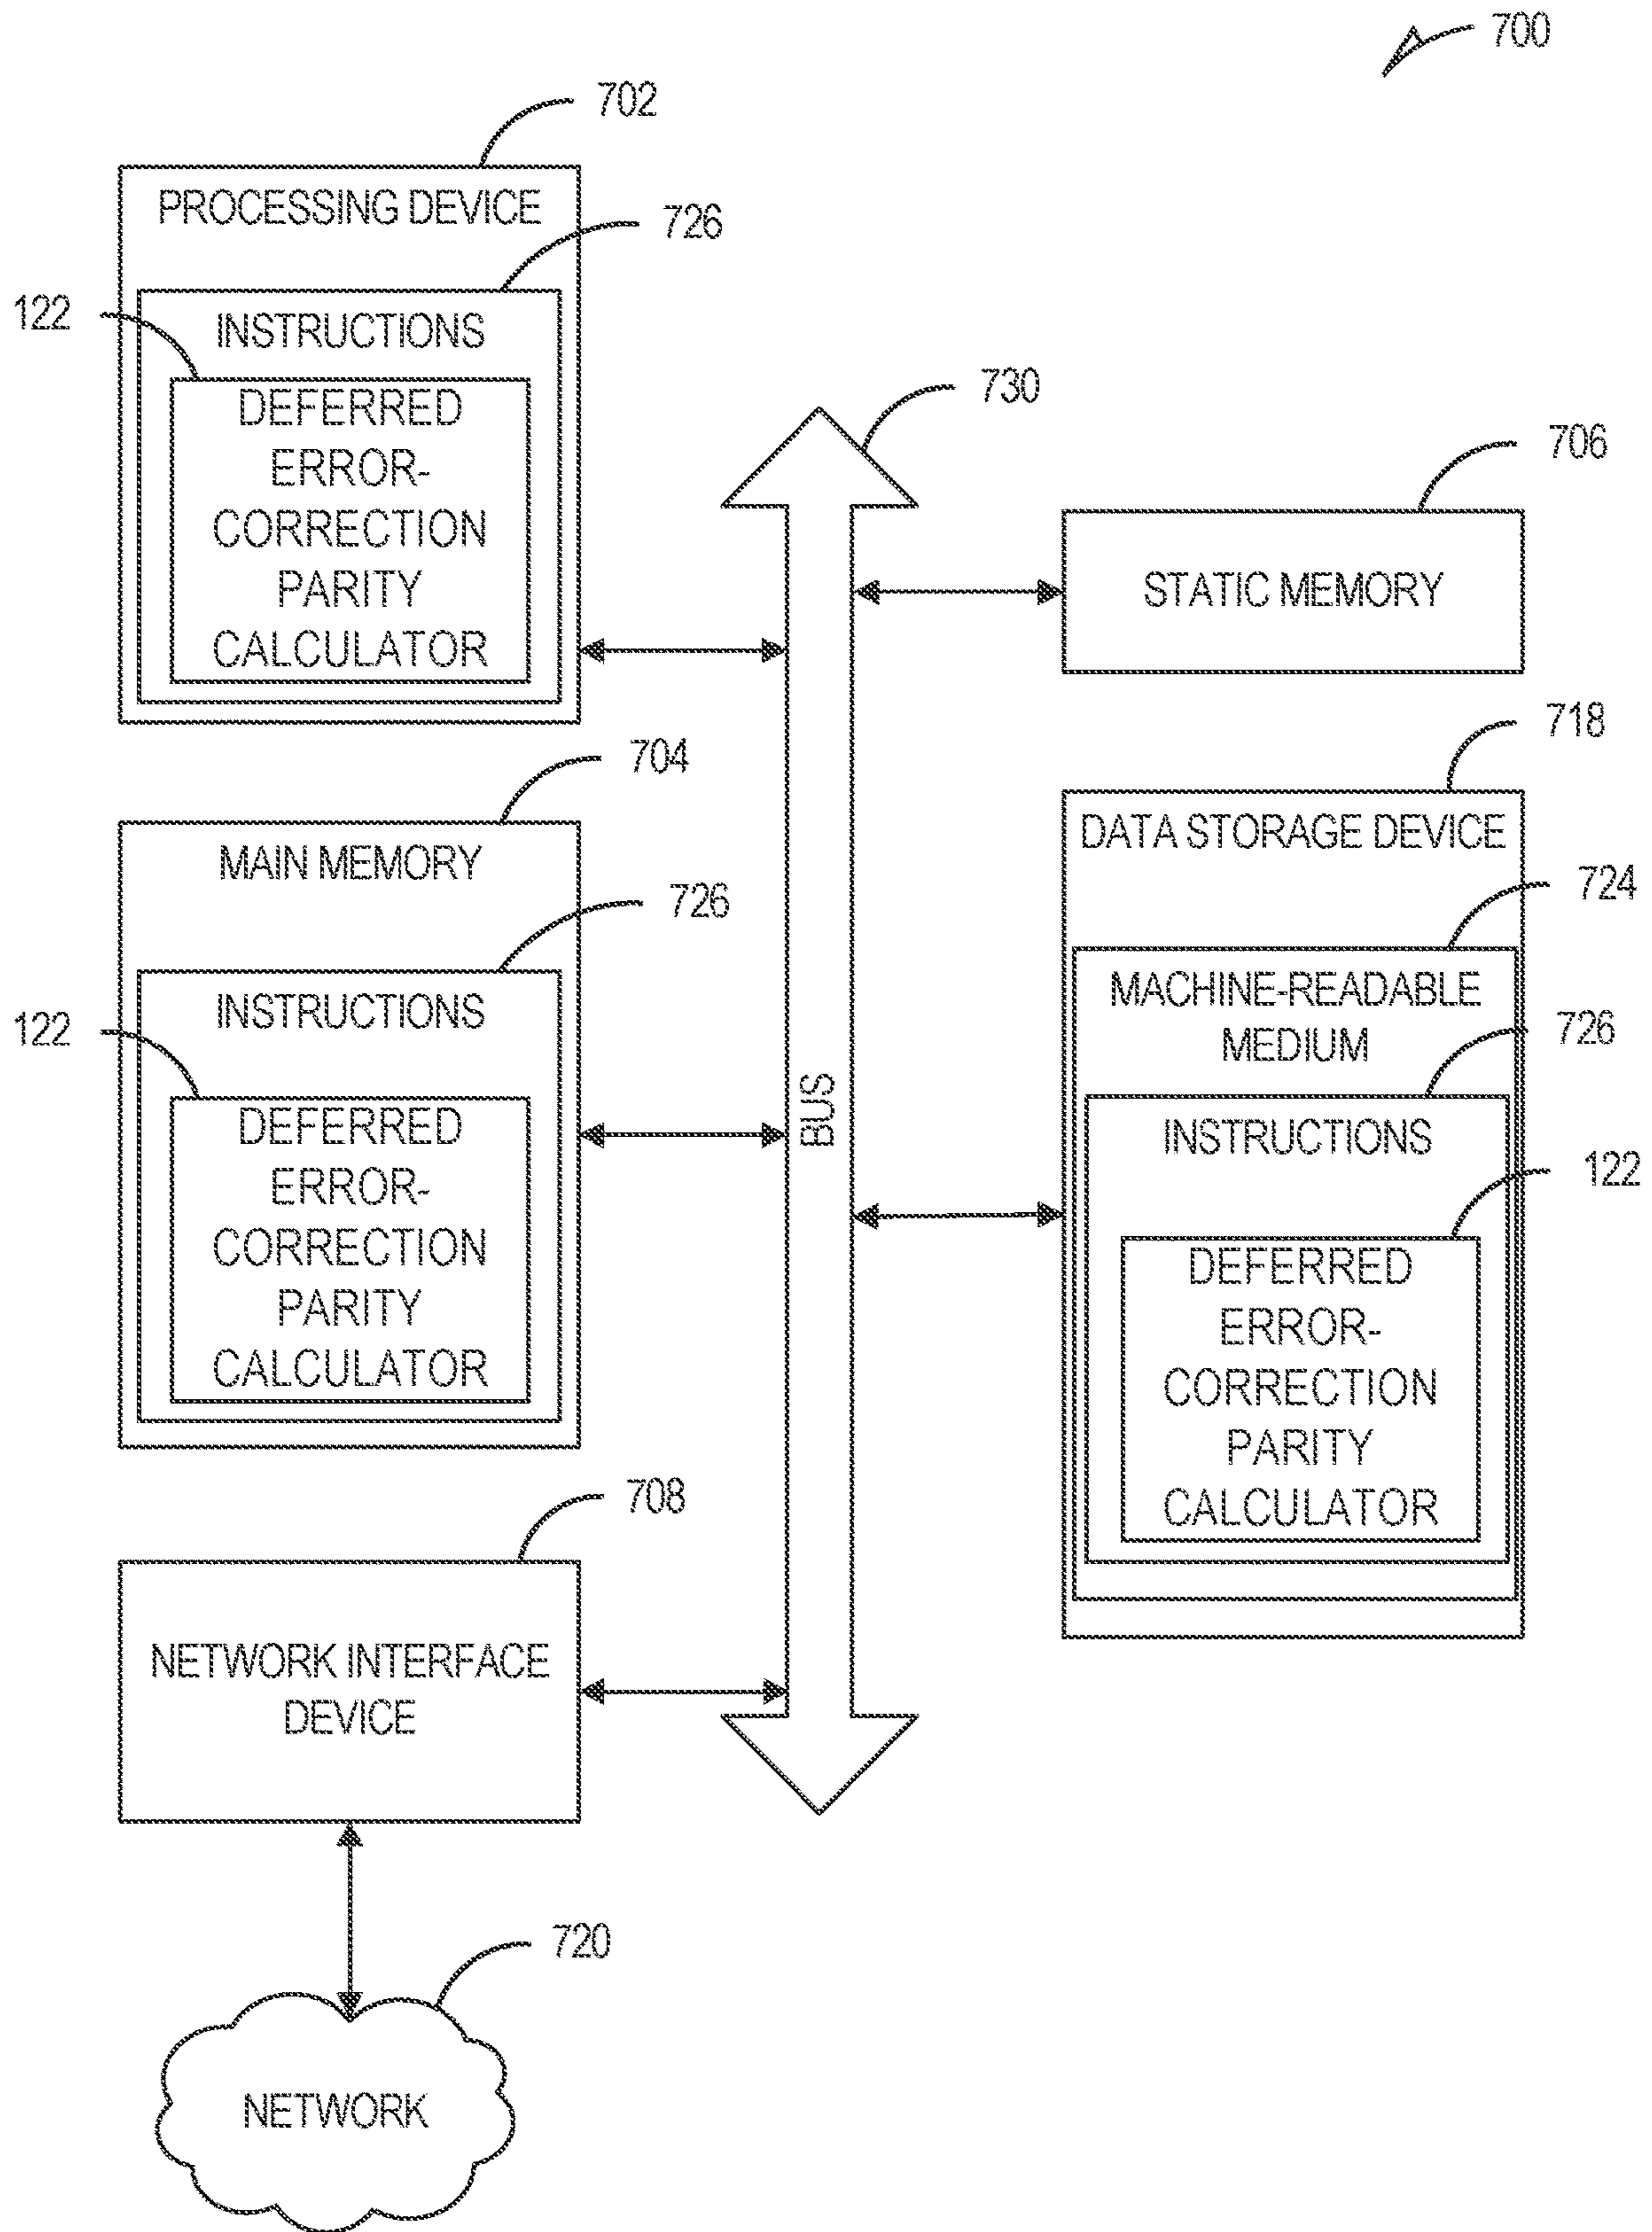 700
702
PROCESSING DEVICE
726
122
INSTRUCTIONS
DEFERRED
ERROR-
CORRECTION
PARITY
CALCULATOR
730
706
STATIC MEMORY
704
MAIN MEMORY
726
122
INSTRUCTIONS
DEFERRED
ERROR-
CORRECTION
PARITY
CALCULATOR
BUS
718
DATA STORAGE DEVICE
724
MACHINE-READABLE
MEDIUM
726
INSTRUCTIONS
122
DEFERRED
ERROR-
CORRECTION
PARITY
CALCULATOR
708
NETWORK INTERFACE
DEVICE
720
NETWORK